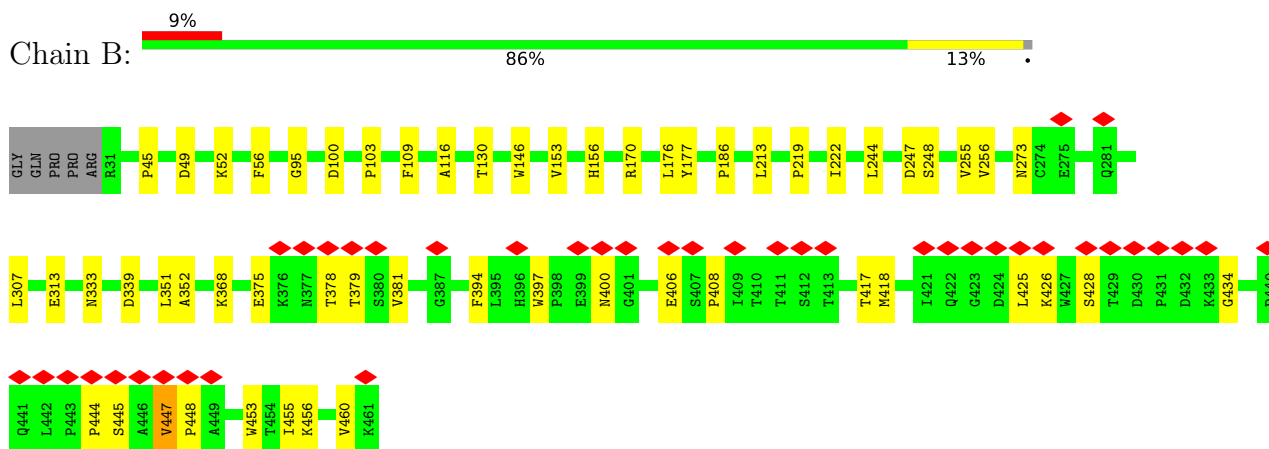 9%
Chain B:
86% 13% •
GLY GLN PRO PRO ARG R31 P45 D49 K52 F56 G95 D100 P103 F109 A116 T130 W146 V153 H156 R170 L176 Y177 P186 L213 P219 I222 L244 D247 S248 V255 V256 N273 C274 E275 Q281
L307 E313 N333 D339 L351 A352 K368 E375 K376 N377 T378 T379 S380 V381 G387 F394 L395 H396 W397 P398 E399 N400 G401 E406 S407 P408 I409 T410 T411 S412 T413 T417 M418 I421 Q422 G423 D424 L425 K426 W427 S428 T429 D430 P431 D432 K433 G434
Q441 L442 P443 P444 S445 A446 V447 P448 A449 W453 T454 I455 K456 V460 K461